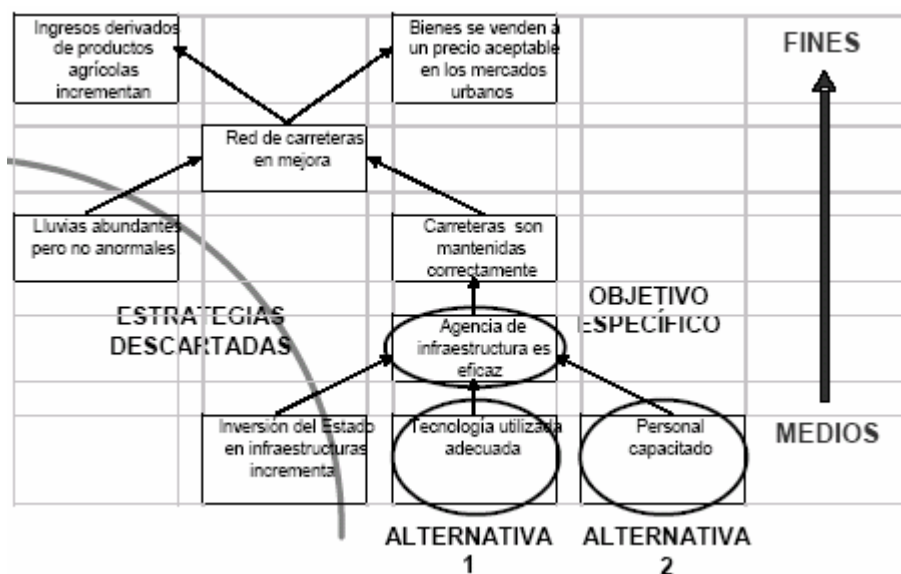 Ingresos derivados
de productos
agrícolas
incrementan
Bienes se venden a
un precio aceptable
en los mercados
urbanos
FINES
Red de carreteras
en mejora
Lluvias abundantes
pero no anormales
Carreteras son
mantenidas
correctamente
ESTRATEGIAS
DESCARTADAS
OBJETIVO
ESPECÍFICO
Agencia de
infraestructura es
eficaz
Inversión del Estado
en infraestructuras
incrementa
Tecnología utilizada
adecuada
Personal
capacitado
MEDIOS
ALTERNATIVA
1
ALTERNATIVA
2